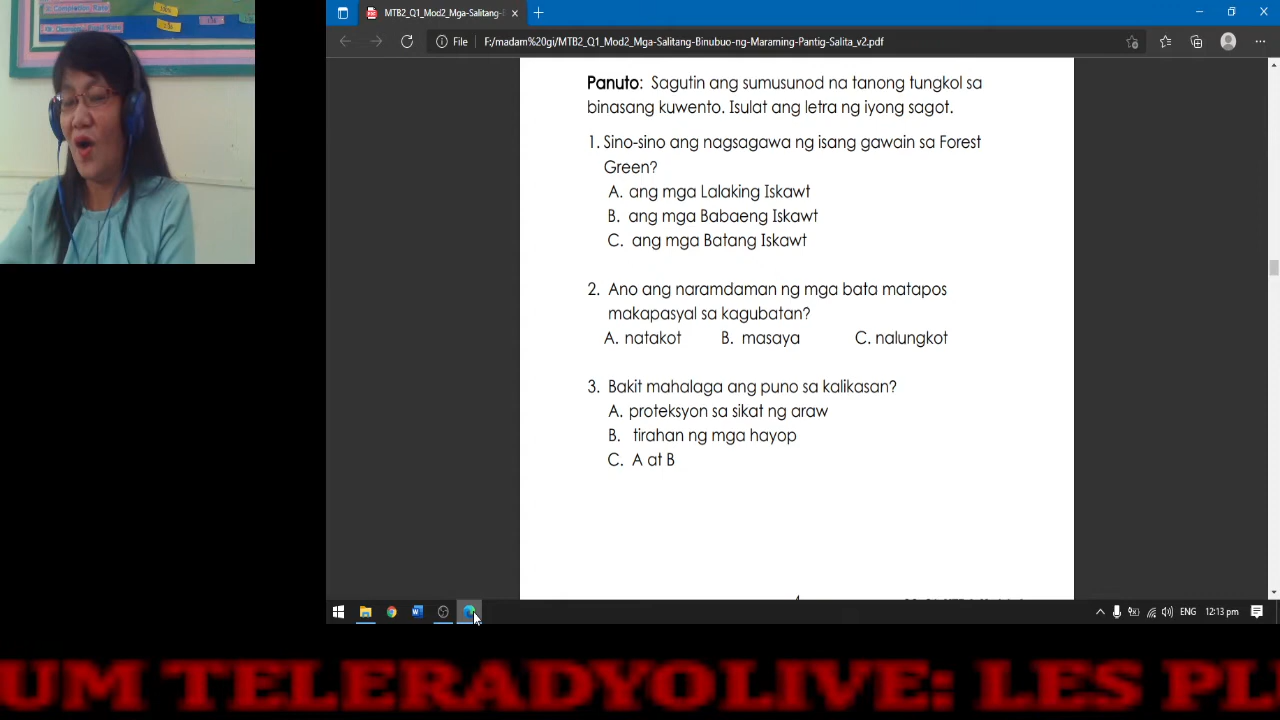 MTB2_Q1_Mod2_Mga-Salitang-
File F:/madam%20gi/MTB2_Q1_Mod2_Mga-Salitang-Binubuo-ng-Maraming-Pantig-Salita_v2.pdf
Panuto: Sagutin ang sumusunod na tanong tungkol sa
binasang kuwento. Isulat ang letra ng iyong sagot.
1. Sino-sino ang nagsagawa ng isang gawain sa Forest
Green?
A. ang mga Lalaking Iskawt
B. ang mga Babaeng Iskawt
C. ang mga Batang Iskawt
2. Ano ang naramdaman ng mga bata matapos
makapasyal sa kagubatan?
A. natakot B. masaya C. nalungkot
3. Bakit mahalaga ang puno sa kalikasan?
A. proteksyon sa sikat ng araw
B. tirahan ng mga hayop
C. A at B
ENG 12:13 pm
UM TELERADYOLIVE: LES PL